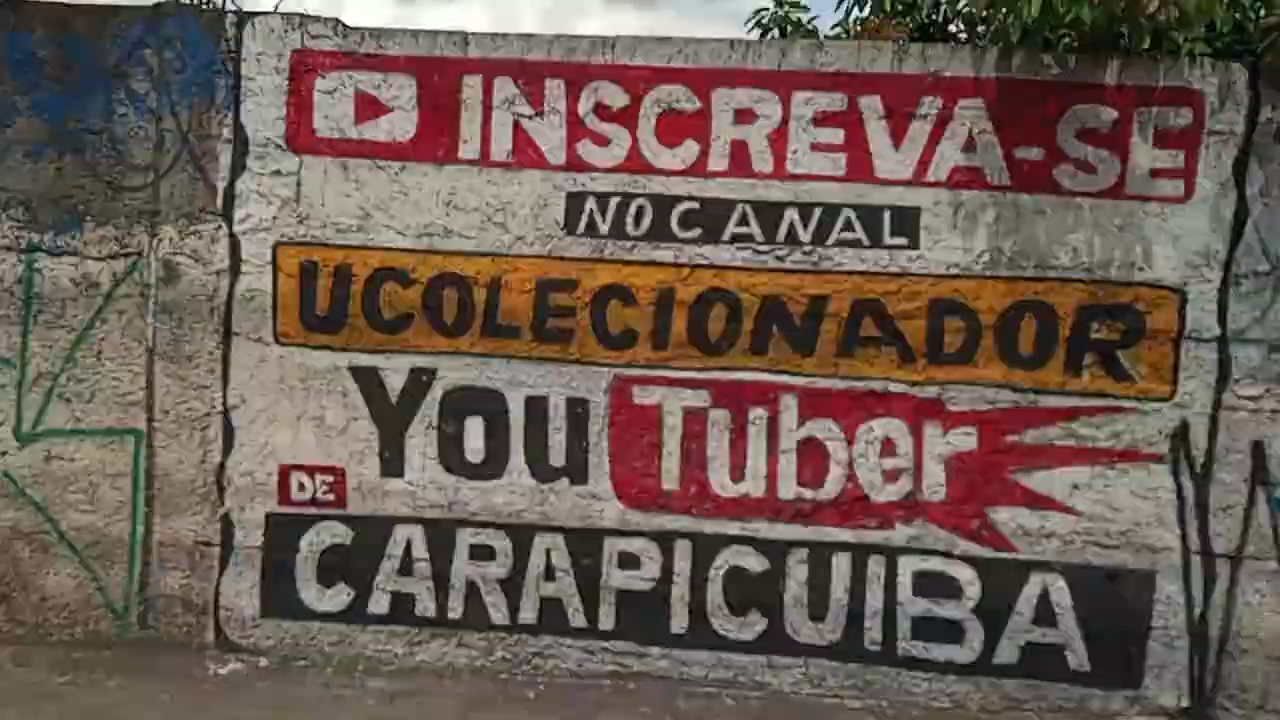 INSCREVA-SE
NO CANAL
UCOLECIONADOR
YouTuber
DE
CARAPICUIBA